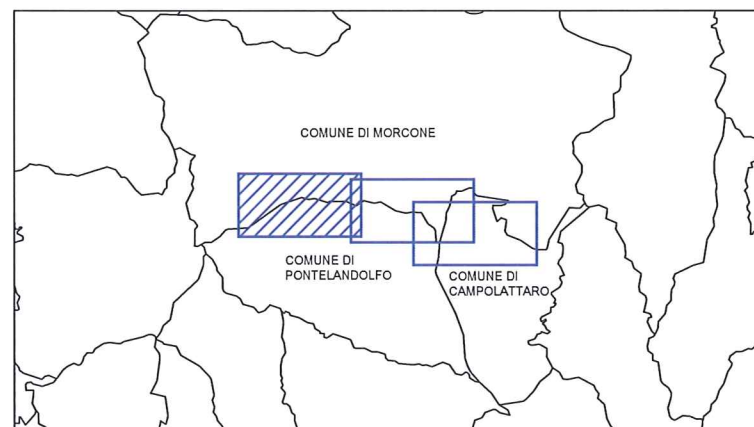 COMUNE DI MORCONE
COMUNE DI
PONTELANDOLFO
COMUNE DI
CAMPOLATTARO